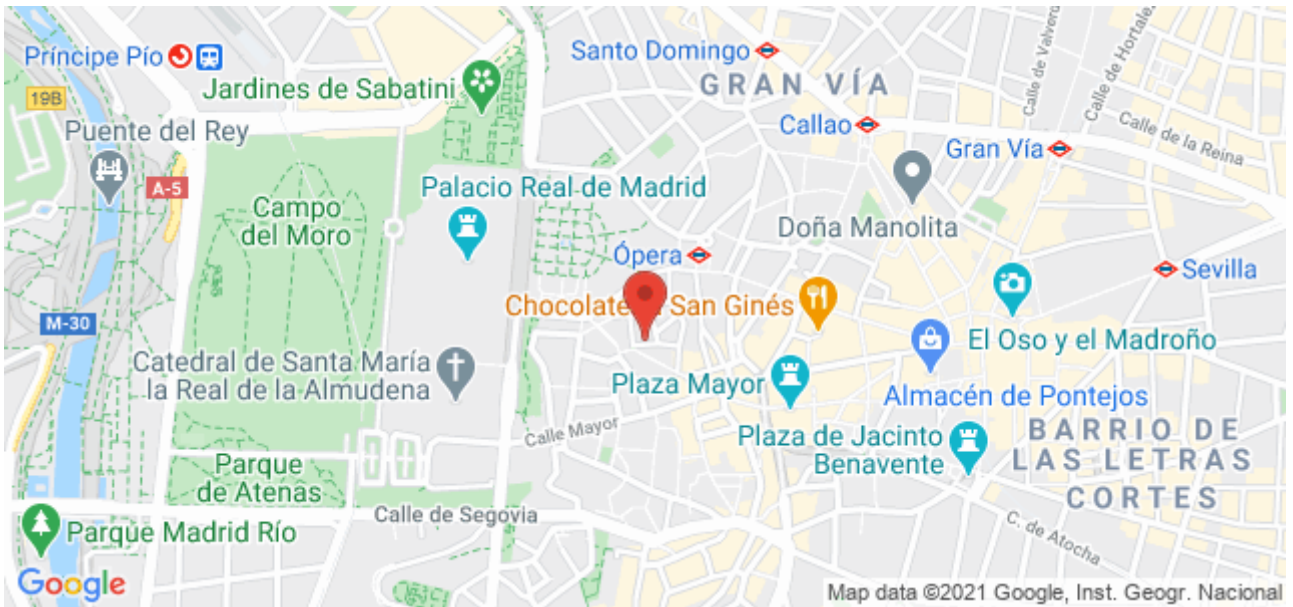 Príncipe Pío
Santo Domingo
Calle de Valverde
Calle de Hortale
Jardines de Sabatini
GRAN VÍA
19B
Puente del Rey
Callao
Gran Vía
Calle de la Reina
A-5
Campo
del Moro
Palacio Real de Madrid
Doña Manolita
Ópera
Sevilla
Chocolate San Ginés
M-30
El Oso y el Madroño
Catedral de Santa María
la Real de la Almudena
Plaza Mayor
Almacén de Pontejos
Calle Mayor
Plaza de Jacinto
Benavente
BARRIO DE
LAS LETRAS
CORTES
Parque
de Atenas
Calle de Segovia
C. de Atocha
Parque Madrid Río
Google
Map data ©2021 Google, Inst. Geogr. Nacional